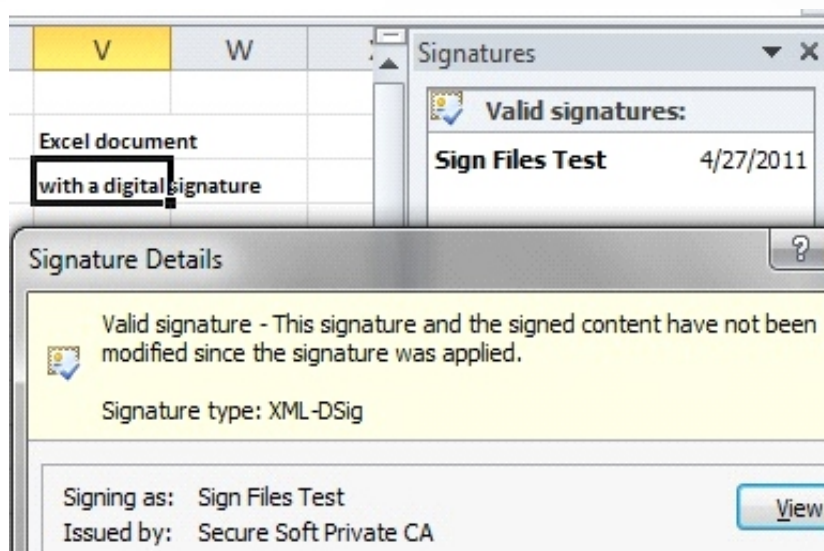 V W
Signatures
Valid signatures:
Excel document
Sign Files Test 4/27/2011
with a digital signature
Signature Details
?
Valid signature - This signature and the signed content have not been
modified since the signature was applied.
Signature type: XML-DSig
Signing as: Sign Files Test
View
Issued by: Secure Soft Private CA